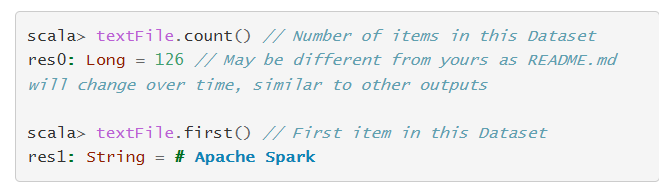 scala> textFile.count() // Number of items in this Dataset
res0: Long = 126 // May be different from yours as README.md
will change over time, similar to other outputs
scala> textFile.first() // First item in this Dataset
res1: String = # Apache Spark